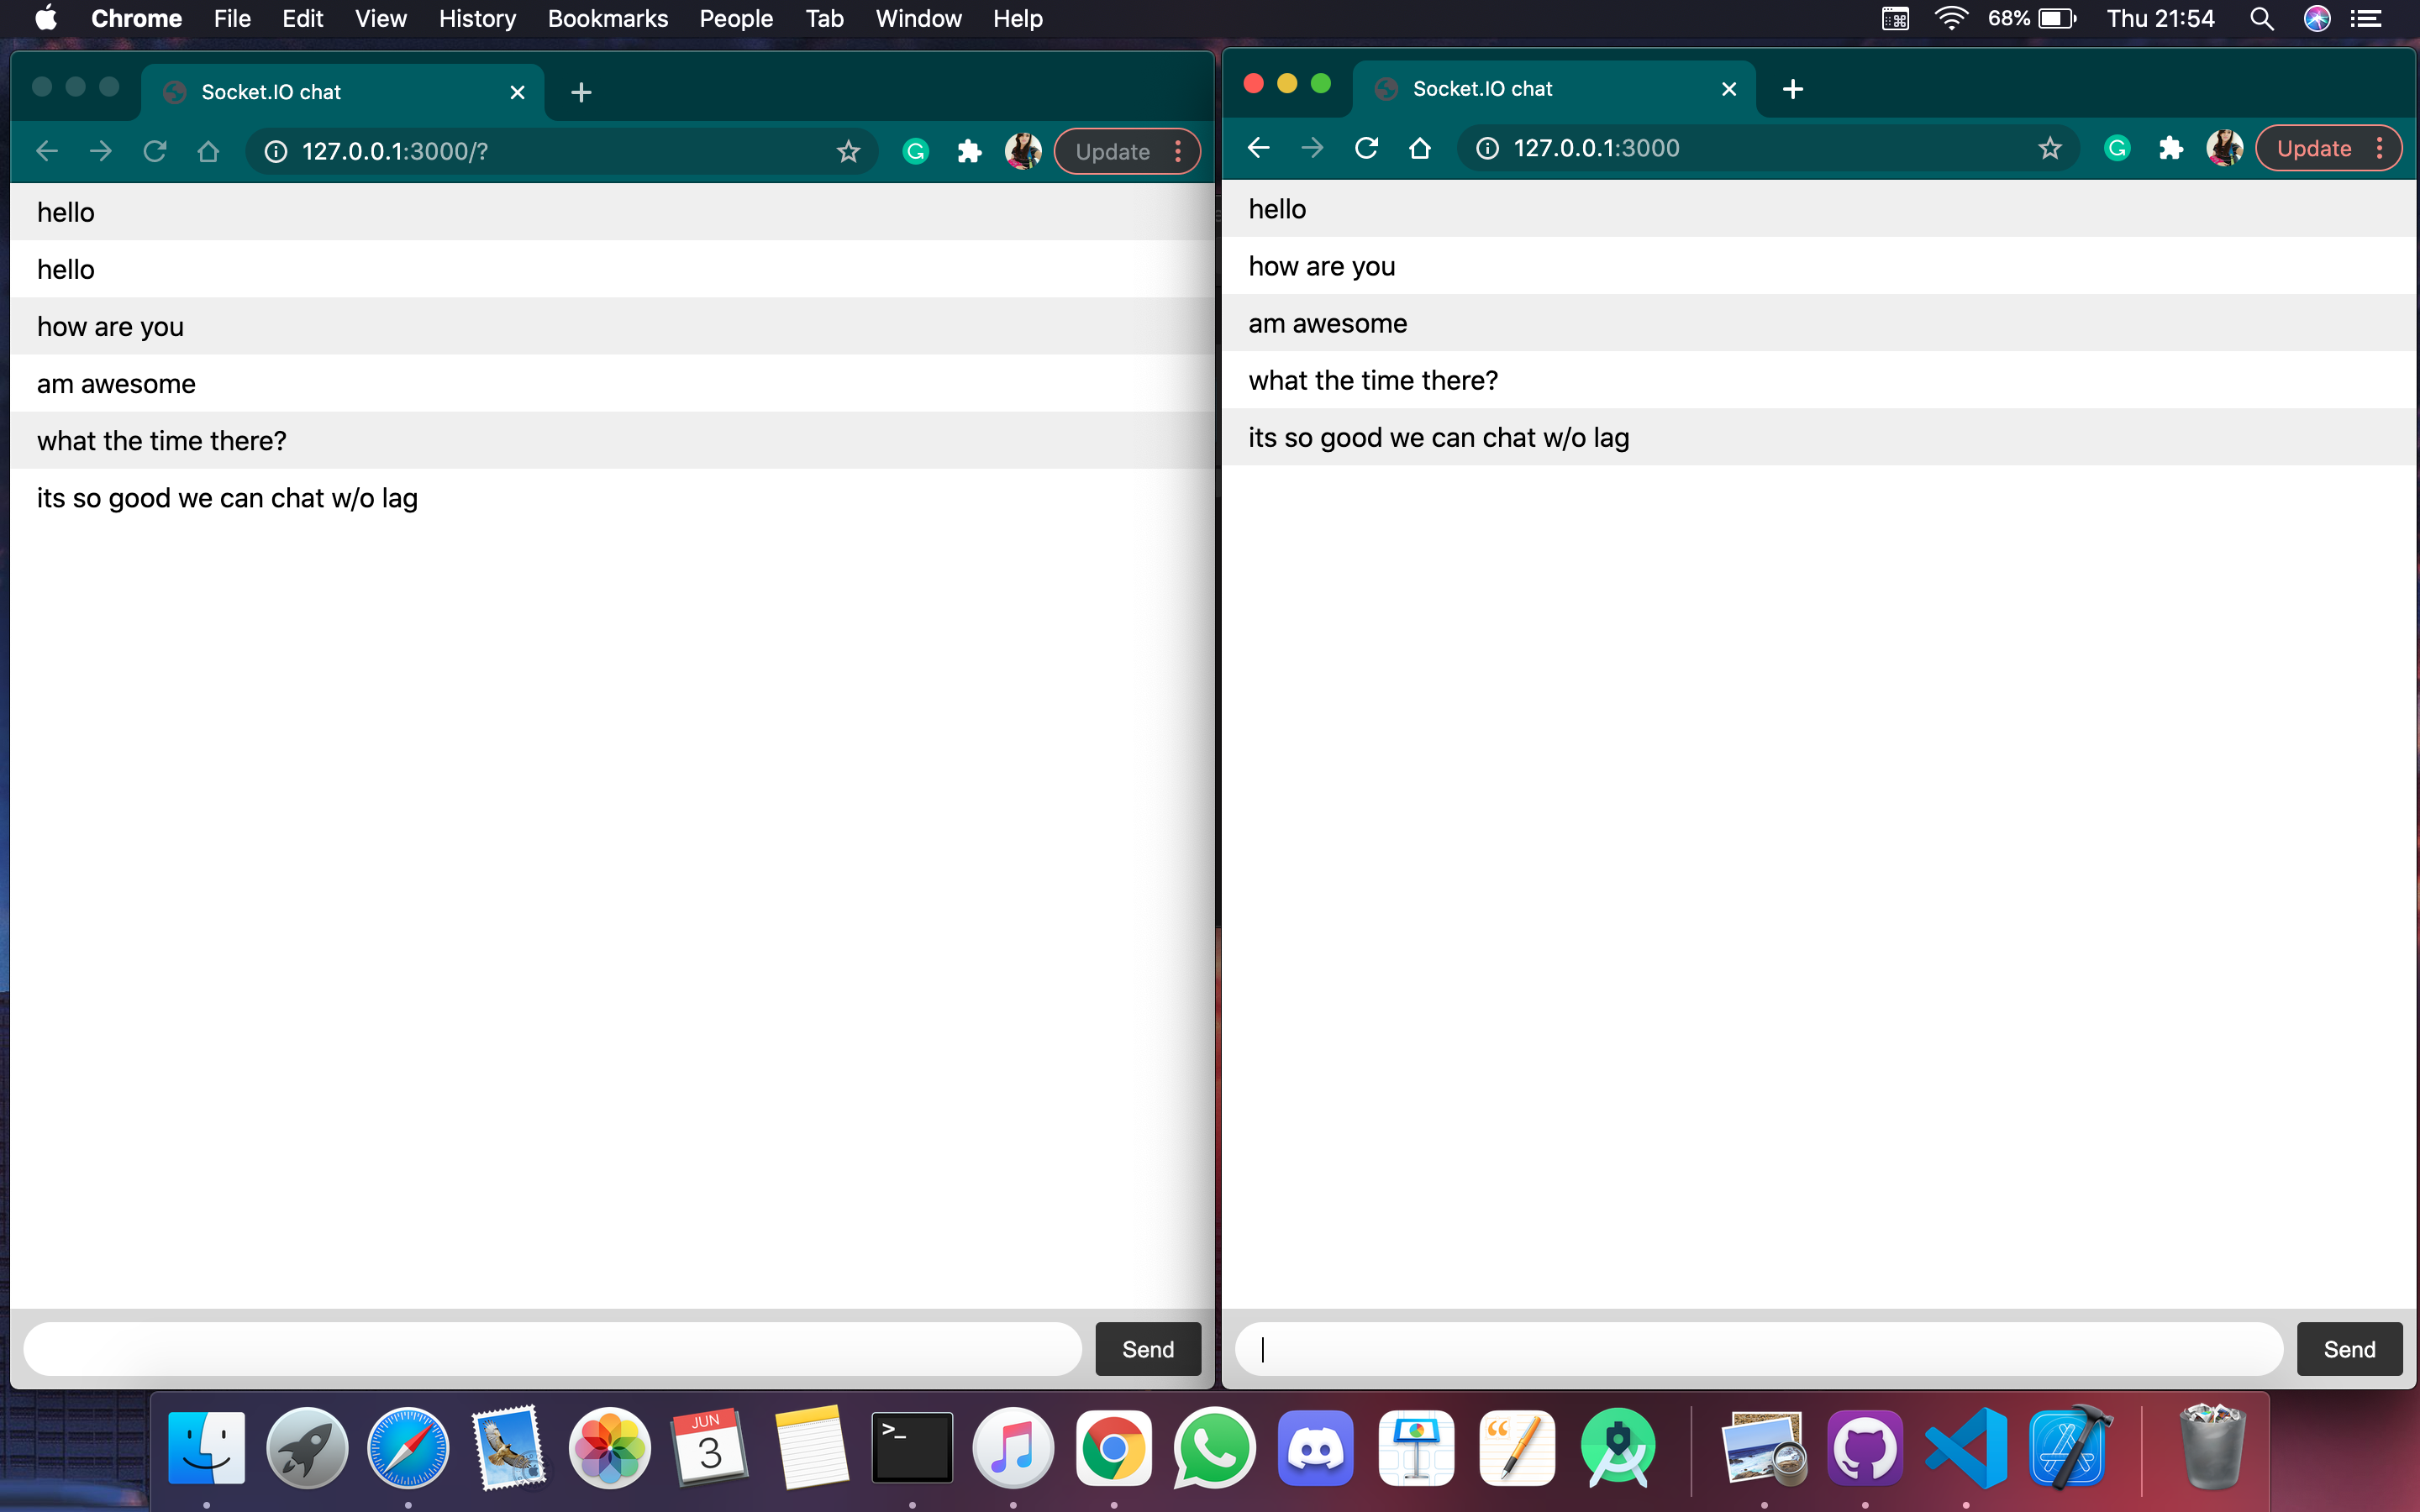 Chrome File Edit View History Bookmarks People Tab Window Help 68% Thu 21:54
Socket.IO chat
127.0.0.1:3000/?
Update
hello
hello
how are you
am awesome
what the time there?
its so good we can chat w/o lag
Send
Socket.IO chat
127.0.0.1:3000
Update
hello
how are you
am awesome
what the time there?
its so good we can chat w/o lag
Send
JUN
3
>_